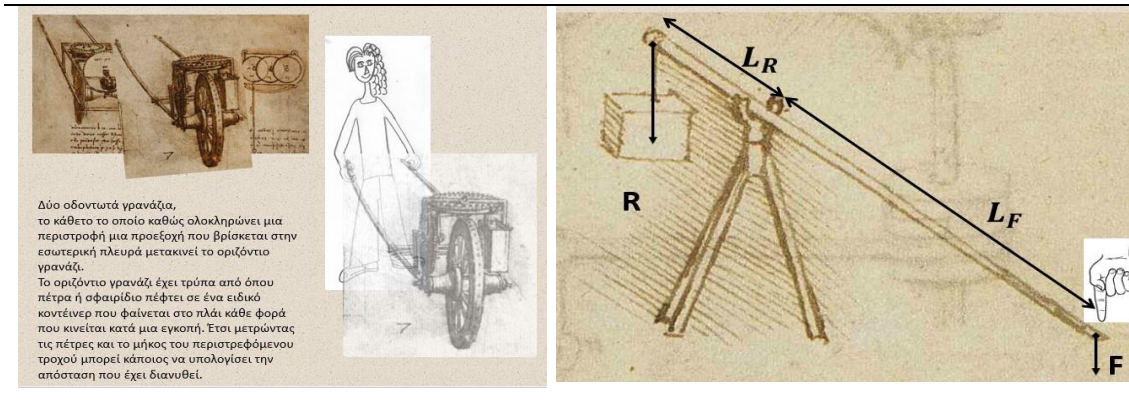 Δύο οδοντωτά γρανάζια,
το κάθετο το οποίο καθώς ολοκληρώνει μια
περιστροφή μια προεξοχή που βρίσκεται στην
εσωτερική πλευρά μετακινεί το οριζόντιο
γρανάζι.
Το οριζόντιο γρανάζι έχει τρύπα από όπου
πέτρα ή σφαιρίδιο πέφτει σε ένα ειδικό
κοντέινερ που φαίνεται στο πλάι κάθε φορά
που κινείται κατά μια εγκοπή. Έτσι μετρώντας
τις πέτρες και το μήκος του περιστρεφόμενου
τροχού μπορεί κάποιος να υπολογίσει την
απόσταση που έχει διανυθεί.
L_R
R
L_F
F